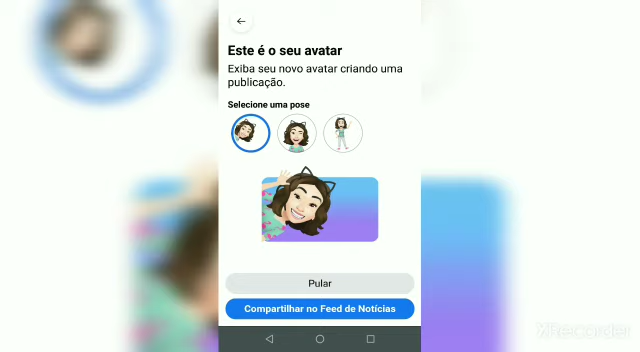 Este é o seu avatar
Exiba seu novo avatar criando uma
publicação.
Selecione uma pose
Pular
Compartilhar no Feed de Notícias
XRecorder